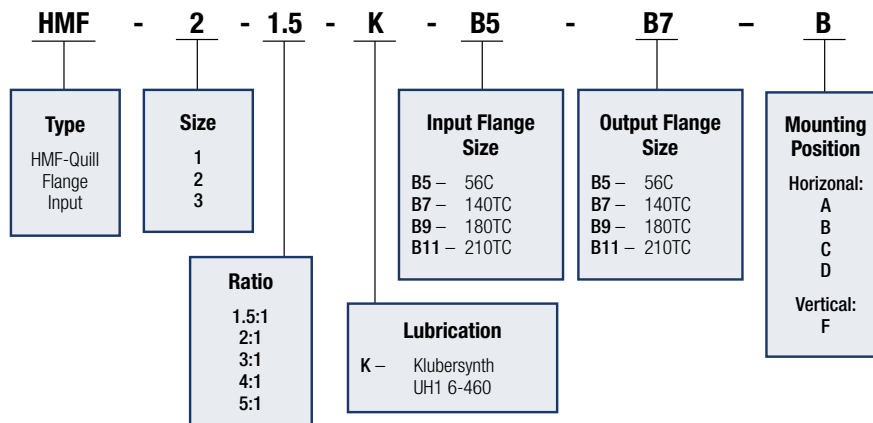 HMF - 2 - 1.5 - K - B5 - B7 – B
Type
HMF-Quill
Flange
Input
Size
1
2
3
Input Flange
Size
B5 – 56C
B7 – 140TC
B9 – 180TC
B11 – 210TC
Output Flange
Size
B5 – 56C
B7 – 140TC
B9 – 180TC
B11 – 210TC
Mounting
Position
Horizonal:
A
B
C
D
Vertical:
F
Ratio
1.5:1
2:1
3:1
4:1
5:1
Lubrication
K – Klubersynth
UH1 6-460